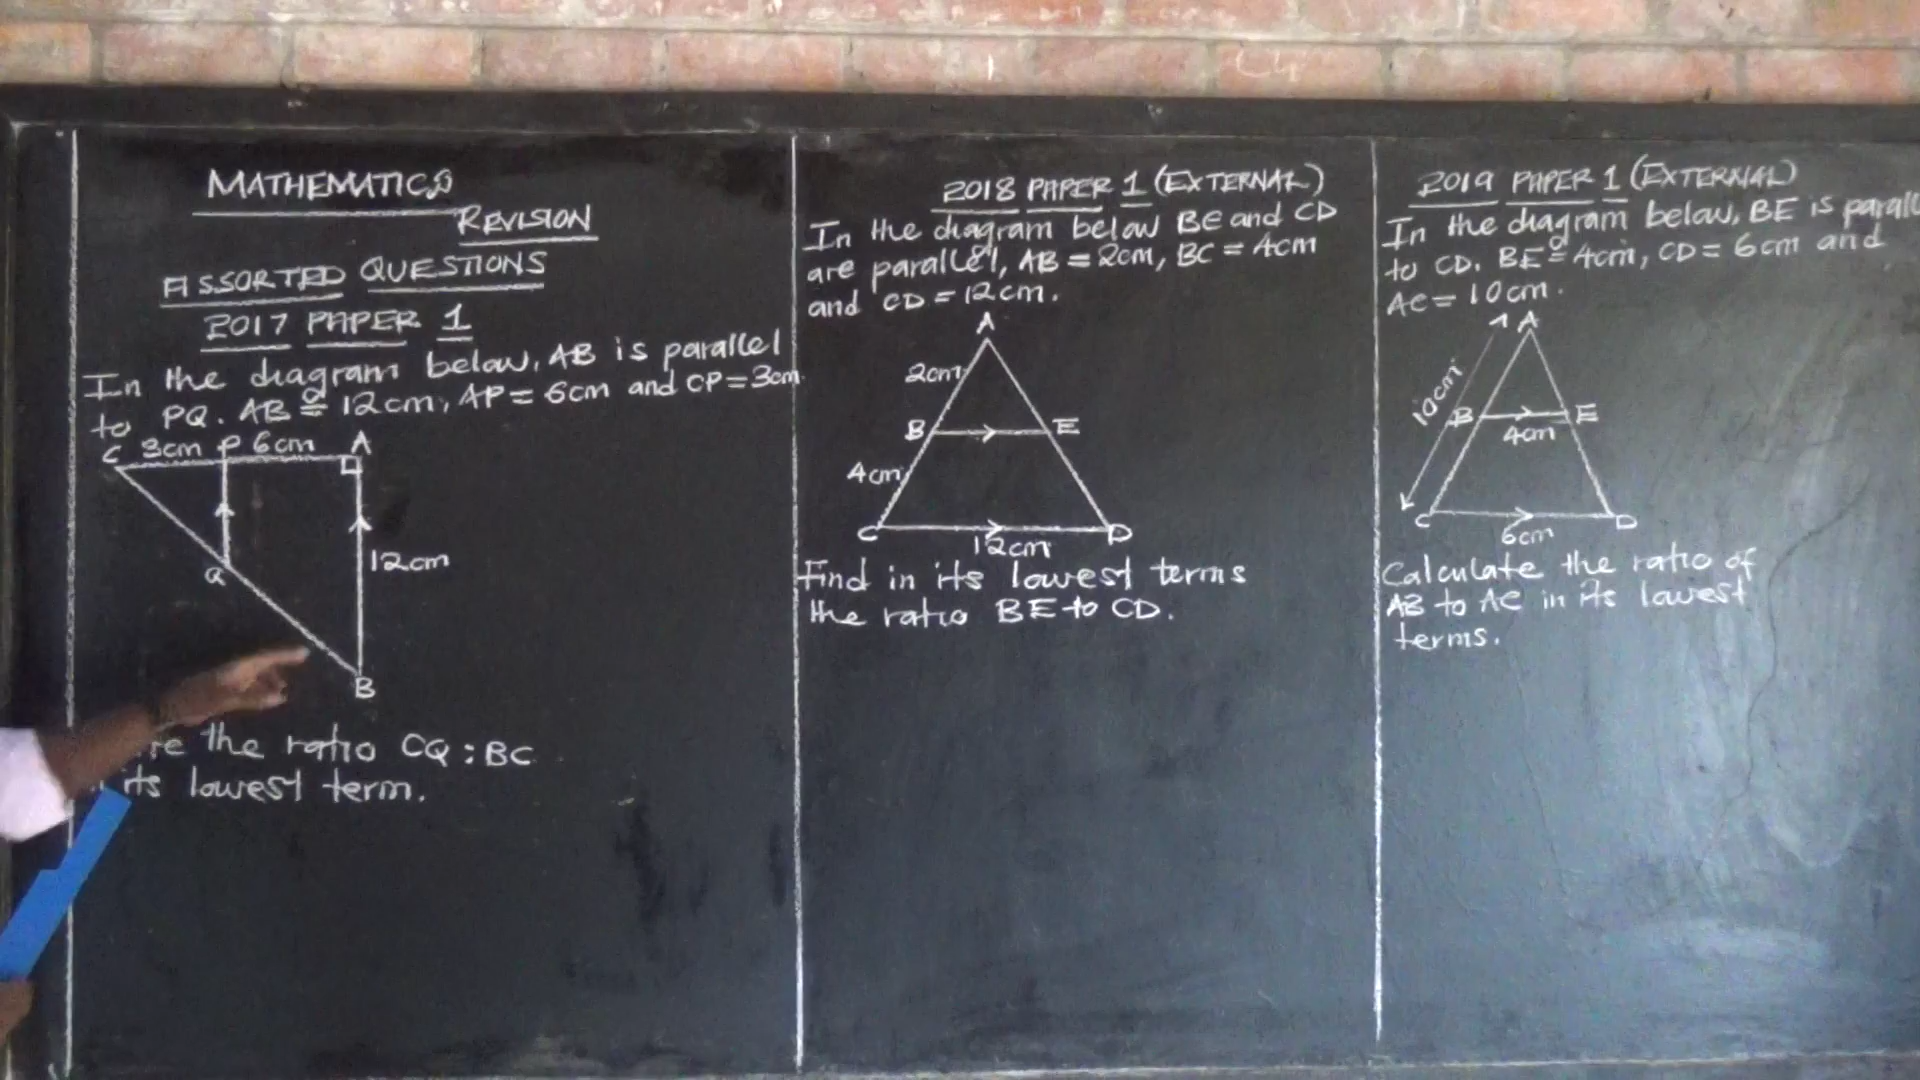 MATHEMATICS
REVISION
ASSORTED QUESTIONS
2017 PAPER 1
In the diagram below, AB is parallel
to PQ. AB = 12cm, AP = 6cm and CP = 3cm
C 3cm P 6cm A
12cm
Q
B
the ratio CQ : BC
its lowest term.
2018 PAPER 1 (EXTERNAL)
In the diagram below BE and CD
are parallel, AB = 2cm, BC = 4cm
and CD = 12cm.
A
2cm
B E
4cm
C D
12cm
Find in its lowest terms
the ratio BE to CD.
2019 PAPER 1 (EXTERNAL)
In the diagram below, BE is
to CD. BE = 4cm, CD = 6cm and
AC = 10cm.
A
10cm
B E
4cm
C D
6cm
Calculate the ratio of
AB to AC in its lowest
terms.